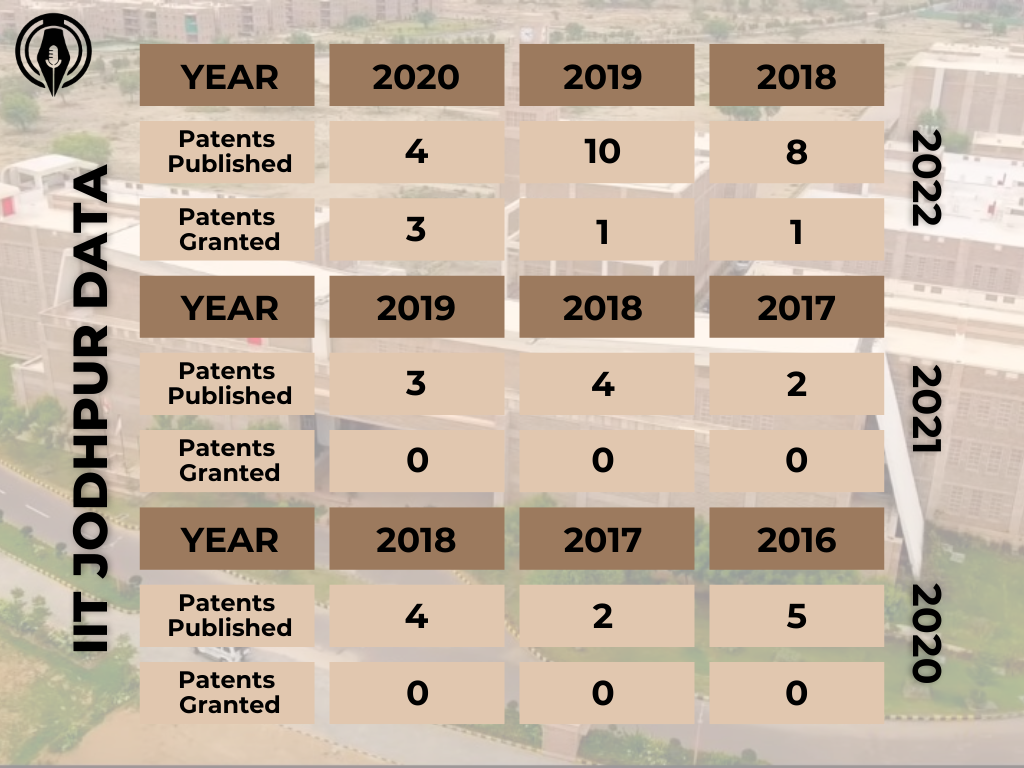 IIT JODHPUR DATA
YEAR 2020 2019 2018
Patents
Published 4 10 8
Patents
Granted 3 1 1
2022
YEAR 2019 2018 2017
Patents
Published 3 4 2
Patents
Granted 0 0 0
2021
YEAR 2018 2017 2016
Patents
Published 4 2 5
Patents
Granted 0 0 0
2020